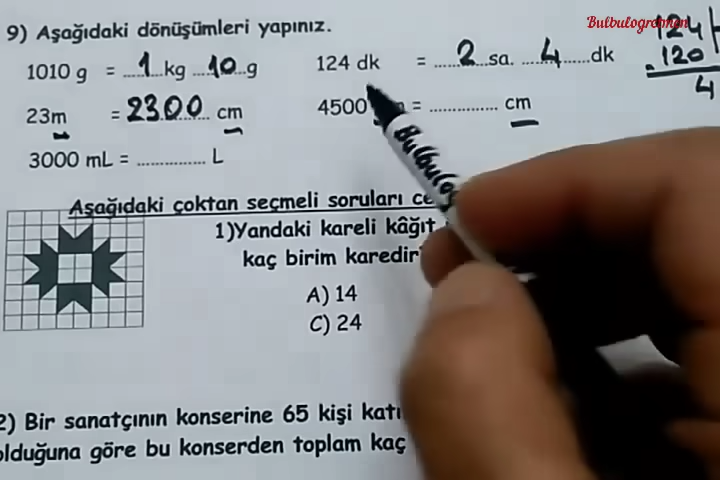 Bulbulogretmen
9) Aşağıdaki dönüşümleri yapınız.
1010 g = ......1..kg ...10...g
124 dk = ......2...sa. .....4......dk
124
120
4
23m = 2300 cm
4500 = .............. cm
3000 mL = .............. L
Aşağıdaki çoktan seçmeli soruları
1)Yandaki kareli kâğıt
kaç birim karedir
A) 14
C) 24
2) Bir sanatçının konserine 65 kişi
olduğuna göre bu konserden toplam kaç
Bulbulog